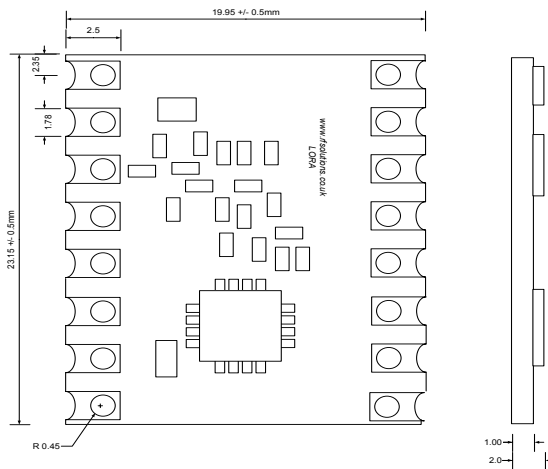 19.95 +/- 0.5mm
2.5
2.35
1.78
23.15 +/- 0.5mm
www.rfsolutions.co.uk
LORA
R 0.45
1.00
2.0